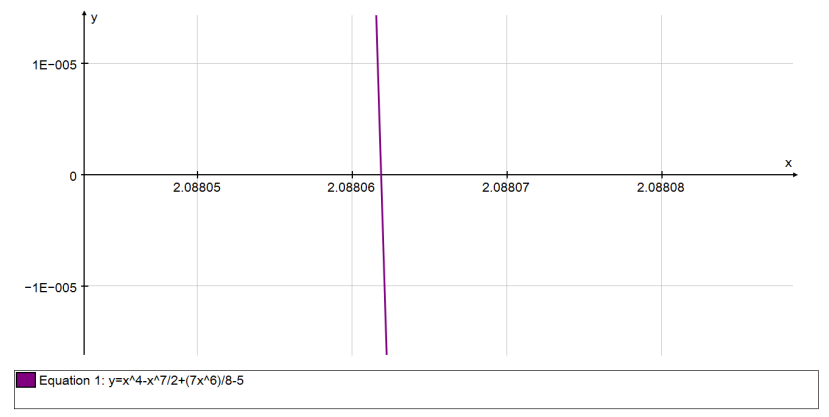 y
1E−005
x
0
2.08805 2.08806 2.08807 2.08808
−1E−005
Equation 1: y=x^4-x^7/2+(7x^6)/8-5